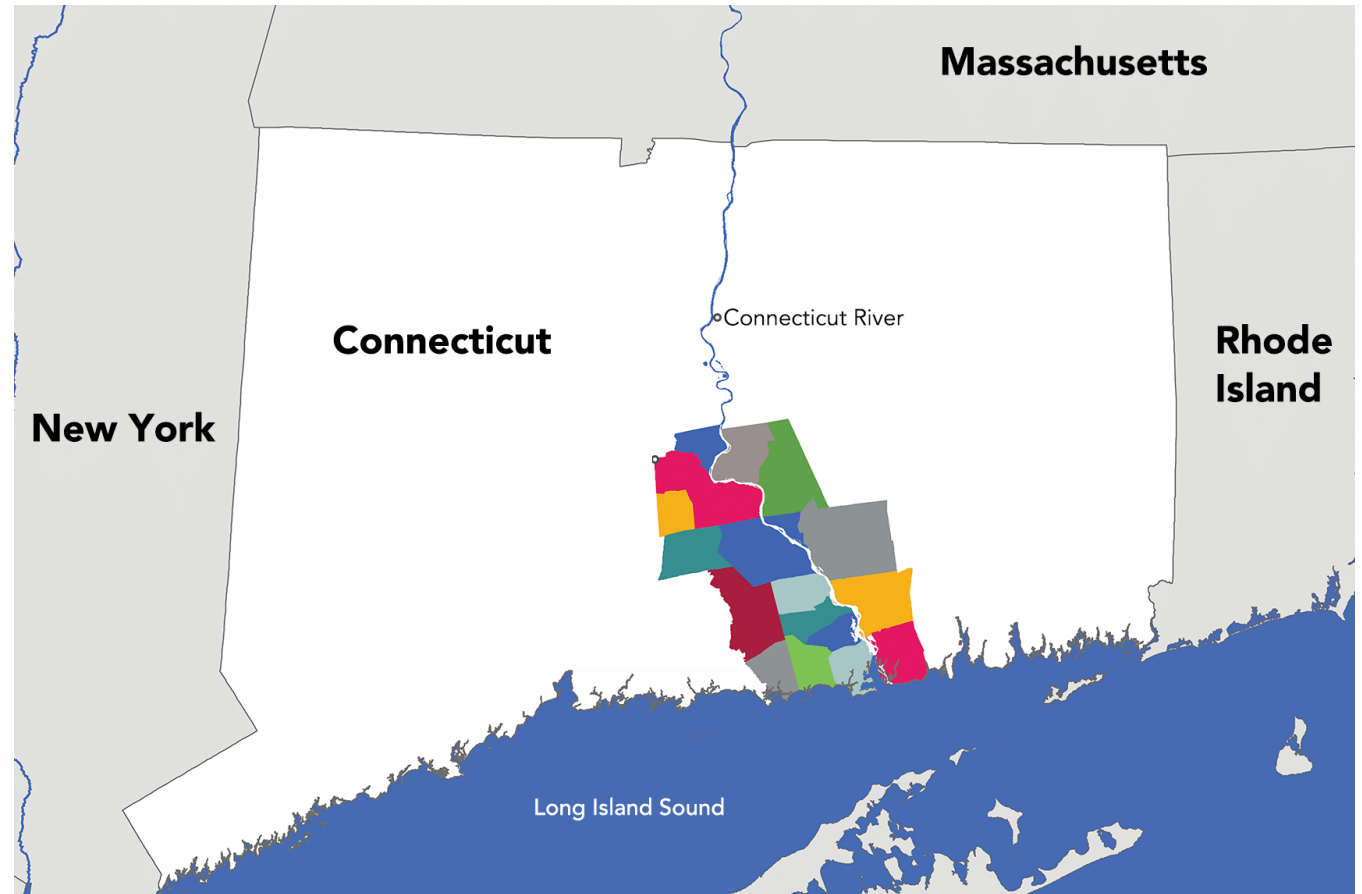 Massachusetts
Connecticut River
Connecticut
Rhode
Island
New York
Long Island Sound